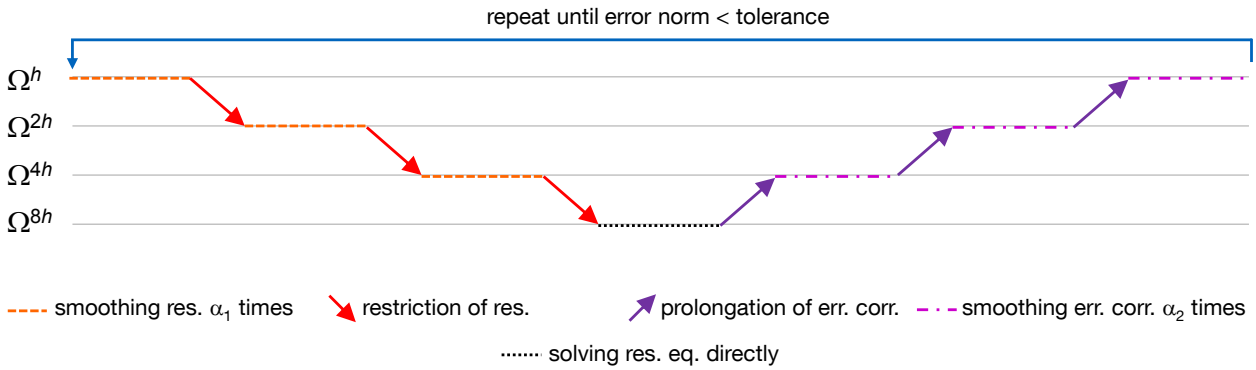 repeat until error norm < tolerance
Ωʰ
Ω²ʰ
Ω⁴ʰ
Ω⁸ʰ
smoothing res. α₁ times
restriction of res.
prolongation of err. corr.
smoothing err. corr. α₂ times
solving res. eq. directly